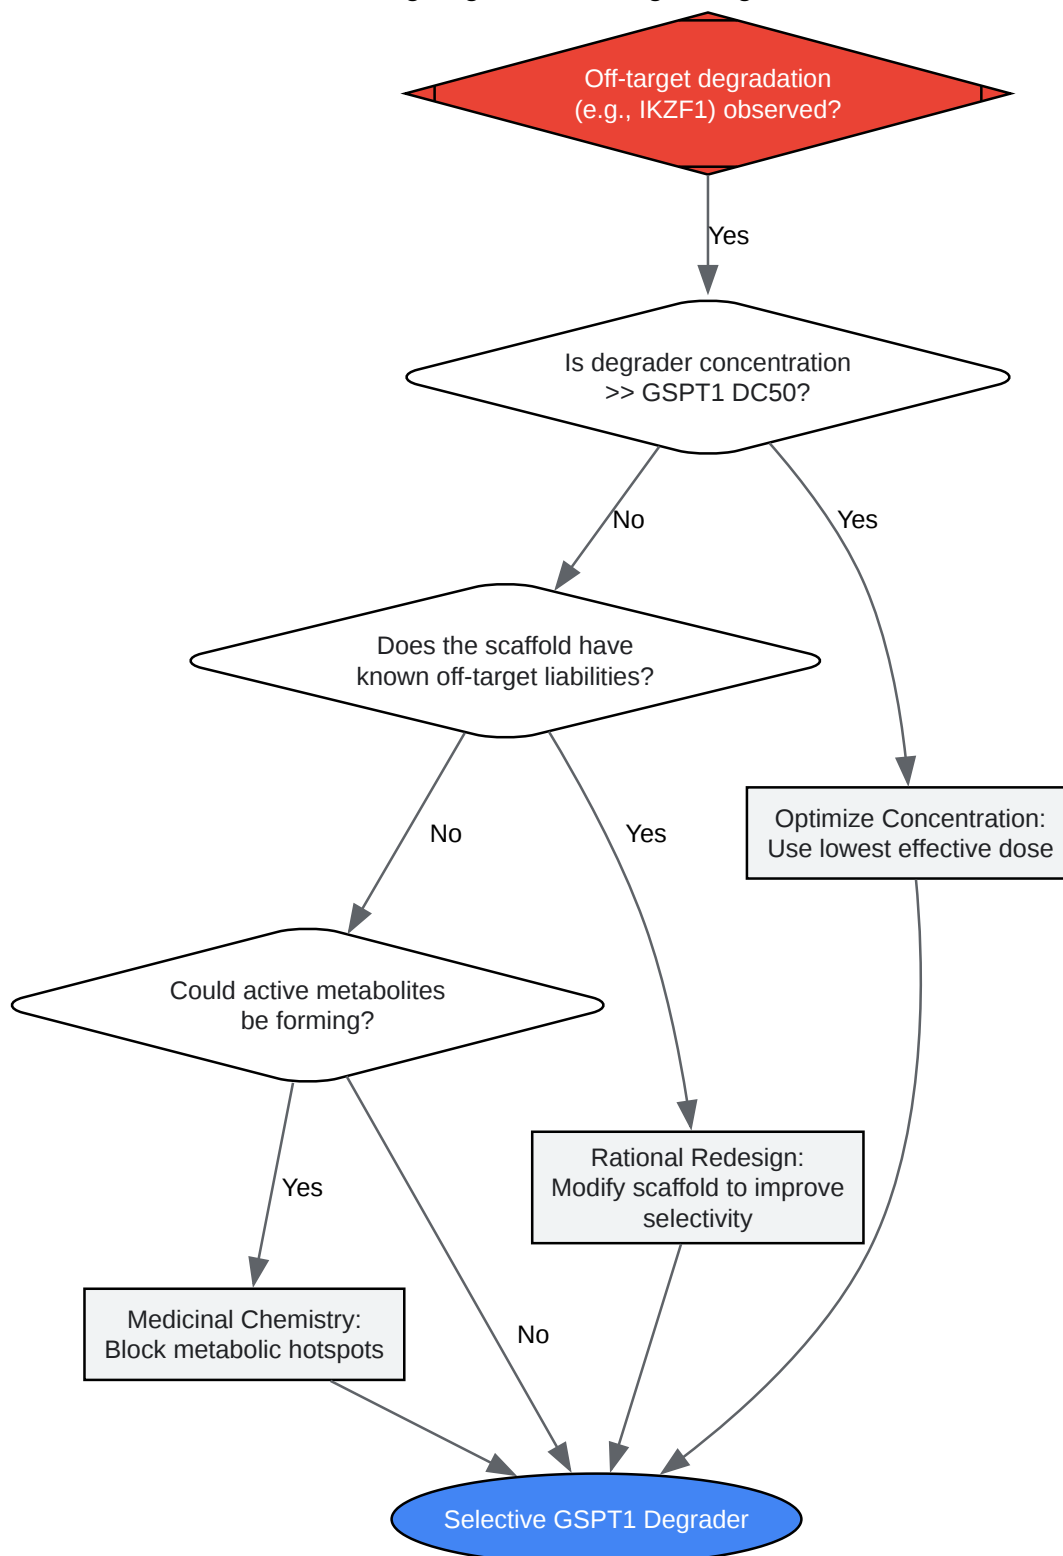 Off-target degradation
(e.g., IKZF1) observed?
Yes
Is degrader concentration
>> GSPT1 DC50?
No
Yes
Does the scaffold have
known off-target liabilities?
Optimize Concentration:
Use lowest effective dose
No
Yes
Could active metabolites
be forming?
Rational Redesign:
Modify scaffold to improve
selectivity
Yes
Medicinal Chemistry:
Block metabolic hotspots
No
Selective GSPT1 Degrader